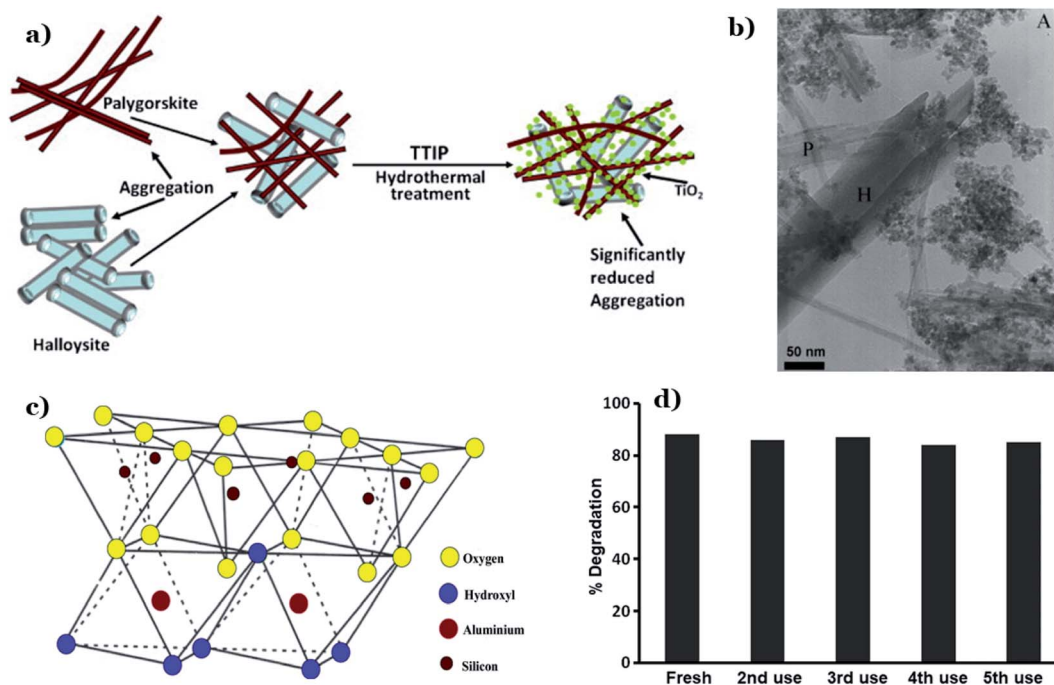 a)
Palygorskite
Aggregation
Halloysite
TTIP
Hydrothermal
treatment
TiO₂
Significantly
reduced
Aggregation
b)
A
P
H
50 nm
c)
Oxygen
Hydroxyl
Aluminium
Silicon
d)
% Degradation
100
80
60
40
20
0
Fresh 2nd use 3rd use 4th use 5th use